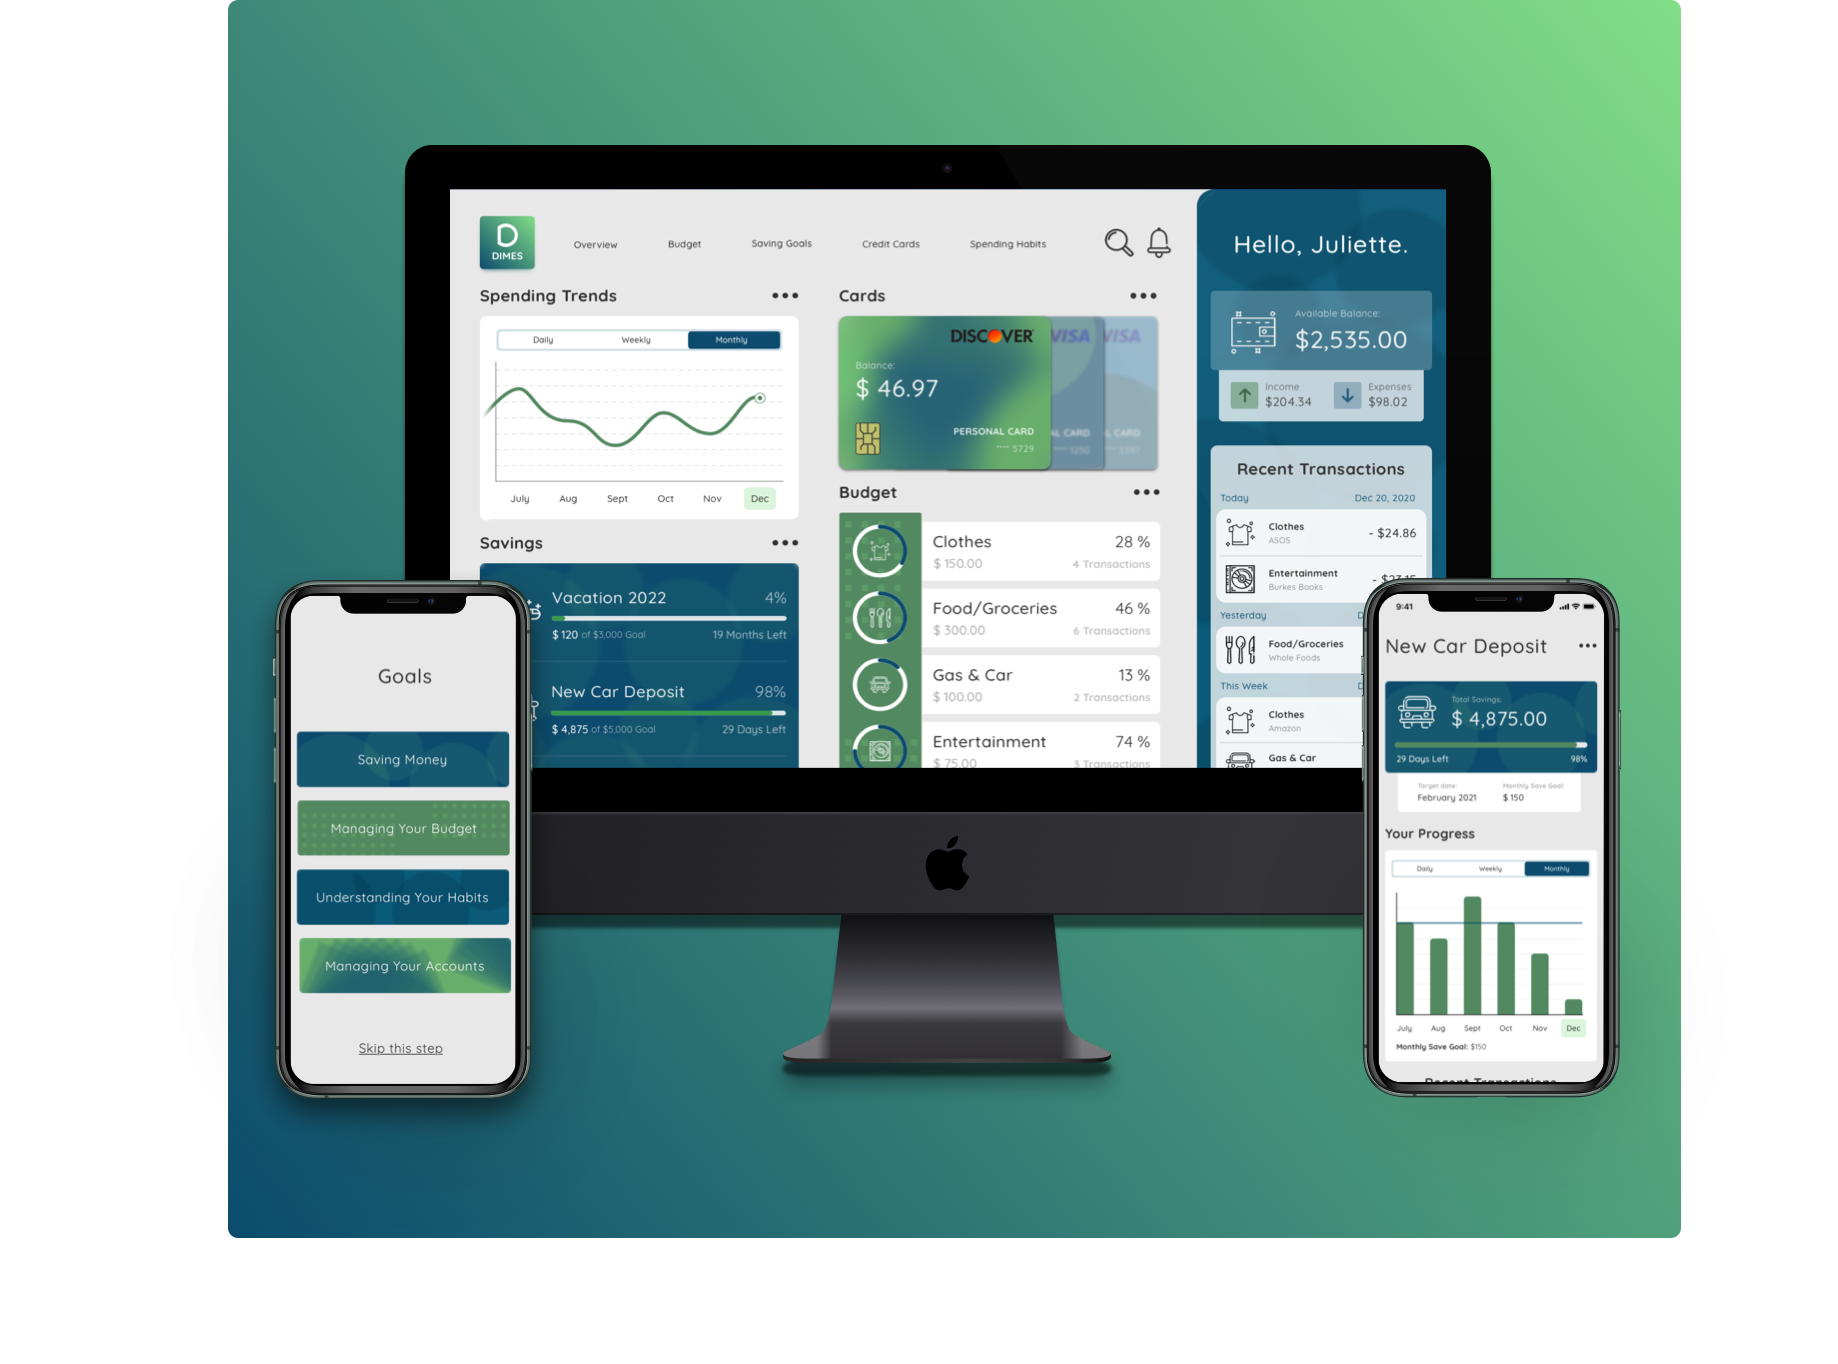 D
DIMES
Overview
Budget
Saving Goals
Credit Cards
Spending Habits
Spending Trends
Daily
Weekly
Monthly
July
Aug
Sept
Oct
Nov
Dec
Savings
Vacation 2022
4%
$ 120 of $3,000 Goal
19 Months Left
New Car Deposit
98%
$ 4,875 of $5,000 Goal
29 Days Left
Cards
DISCOVER
Balance:
$ 46.97
PERSONAL CARD
5729
VISA
AL CARD
1250
VISA
L CARD
Budget
Clothes
28 %
$ 150.00
4 Transactions
Food/Groceries
46 %
$ 300.00
6 Transactions
Gas & Car
13 %
$ 100.00
2 Transactions
Entertainment
74 %
$ 75.00
3 Transactions
Hello, Juliette.
Available Balance:
$2,535.00
Income
$204.34
Expenses
$98.02
Recent Transactions
Today
Dec 20, 2020
Clothes
ASOS
- $24.86
Entertainment
Burkes Books
Yesterday
D
Food/Groceries
Whole Foods
This Week
D
Clothes
Amazon
Gas & Car
Goals
Saving Money
Managing Your Budget
Understanding Your Habits
Managing Your Accounts
Skip this step
9:41
New Car Deposit
Total Savings:
$ 4,875.00
29 Days Left
98%
Target date:
February 2021
Monthly Save Goal:
$ 150
Your Progress
Daily
Weekly
Monthly
July
Aug
Sept
Oct
Nov
Dec
Monthly Save Goal: $150
Recent Transactions